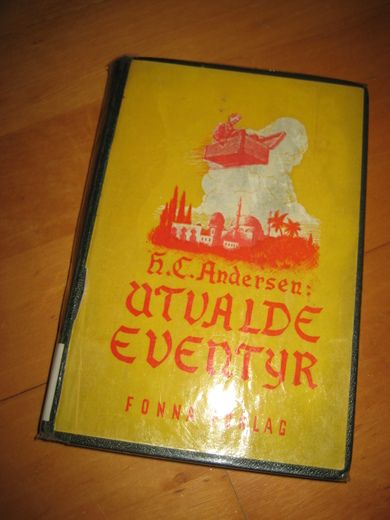 H.C. Andersen:
UTVALDE
EVENTYR
FONNA FORLAG